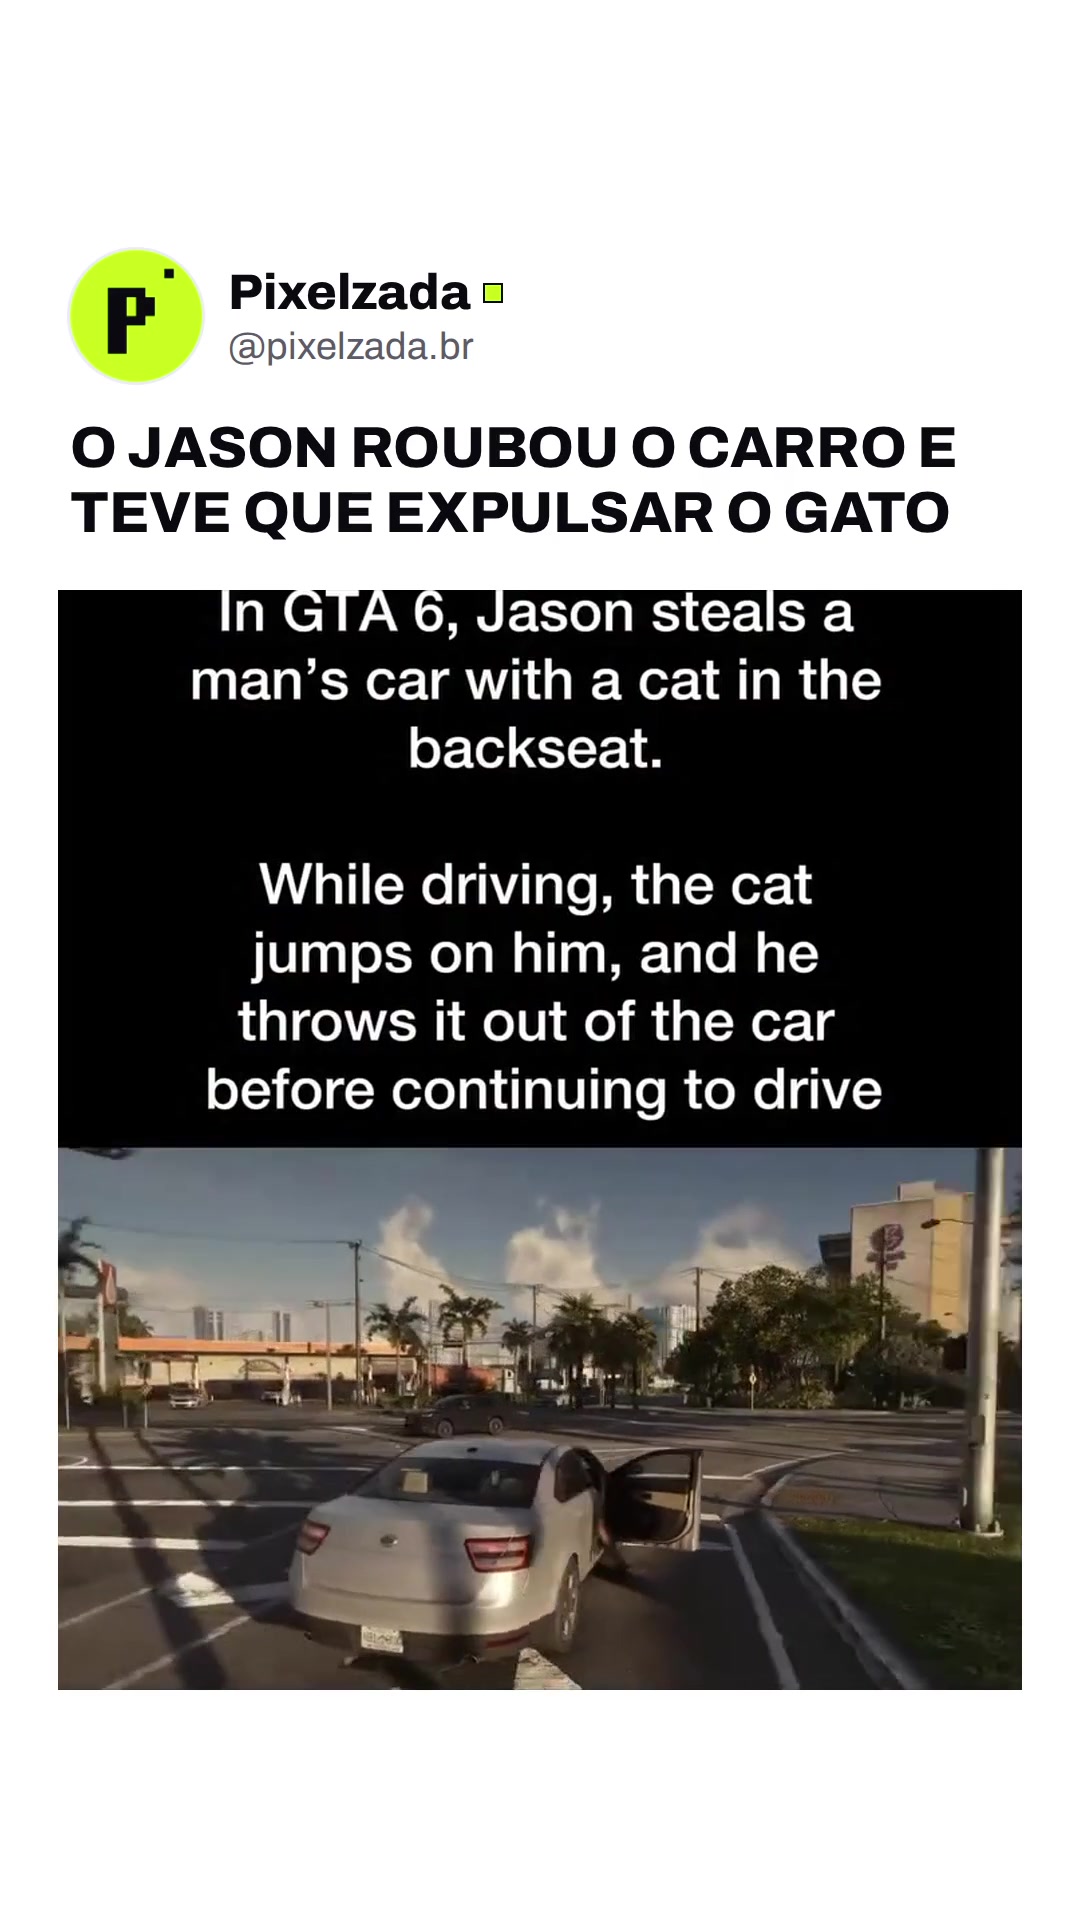 P
Pixelzada
@pixelzada.br
O JASON ROUBOU O CARRO E
TEVE QUE EXPULSAR O GATO
In GTA 6, Jason steals a
man’s car with a cat in the
backseat.
While driving, the cat
jumps on him, and he
throws it out of the car
before continuing to drive